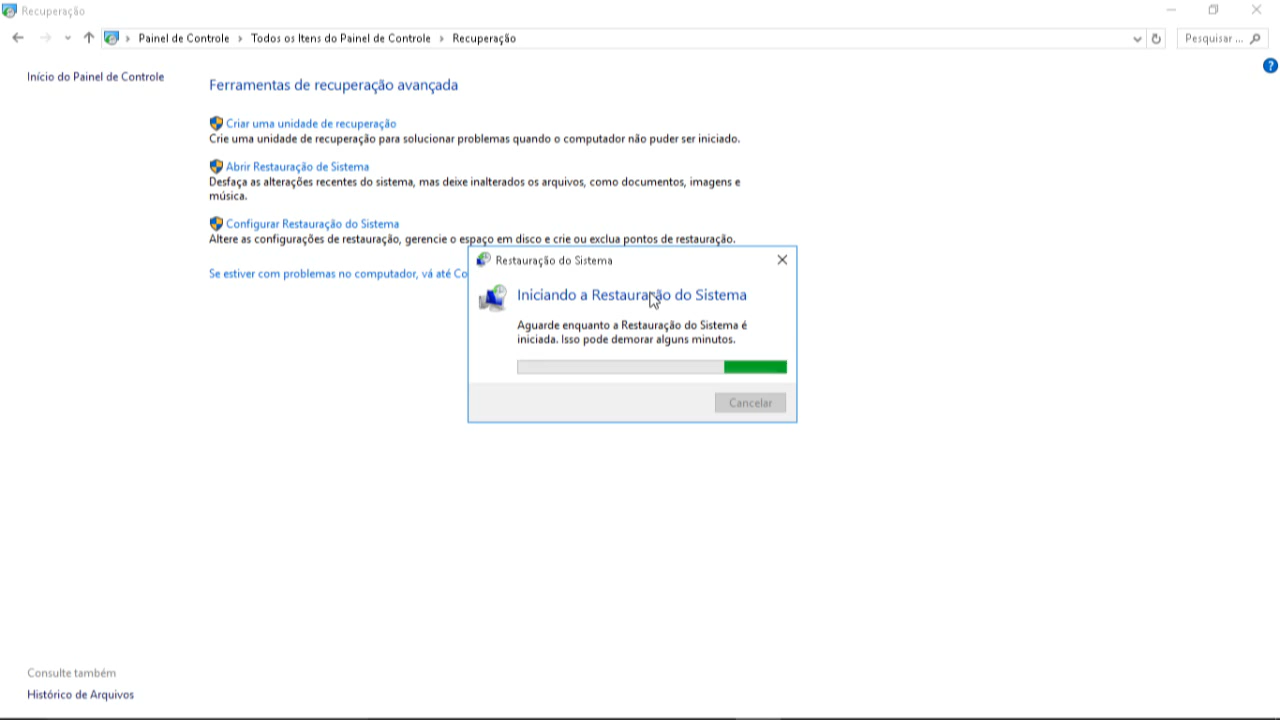 Recuperação
Painel de Controle › Todos os Itens do Painel de Controle › Recuperação
Pesquisar ...
Início do Painel de Controle
Ferramentas de recuperação avançada
Criar uma unidade de recuperação
Crie uma unidade de recuperação para solucionar problemas quando o computador não puder ser iniciado.
Abrir Restauração de Sistema
Desfaça as alterações recentes do sistema, mas deixe inalterados os arquivos, como documentos, imagens e
música.
Configurar Restauração do Sistema
Altere as configurações de restauração, gerencie o espaço em disco e crie ou exclua pontos de restauração.
Se estiver com problemas no computador, vá até Co
Restauração do Sistema
Iniciando a Restauração do Sistema
Aguarde enquanto a Restauração do Sistema é
iniciada. Isso pode demorar alguns minutos.
Cancelar
Consulte também
Histórico de Arquivos